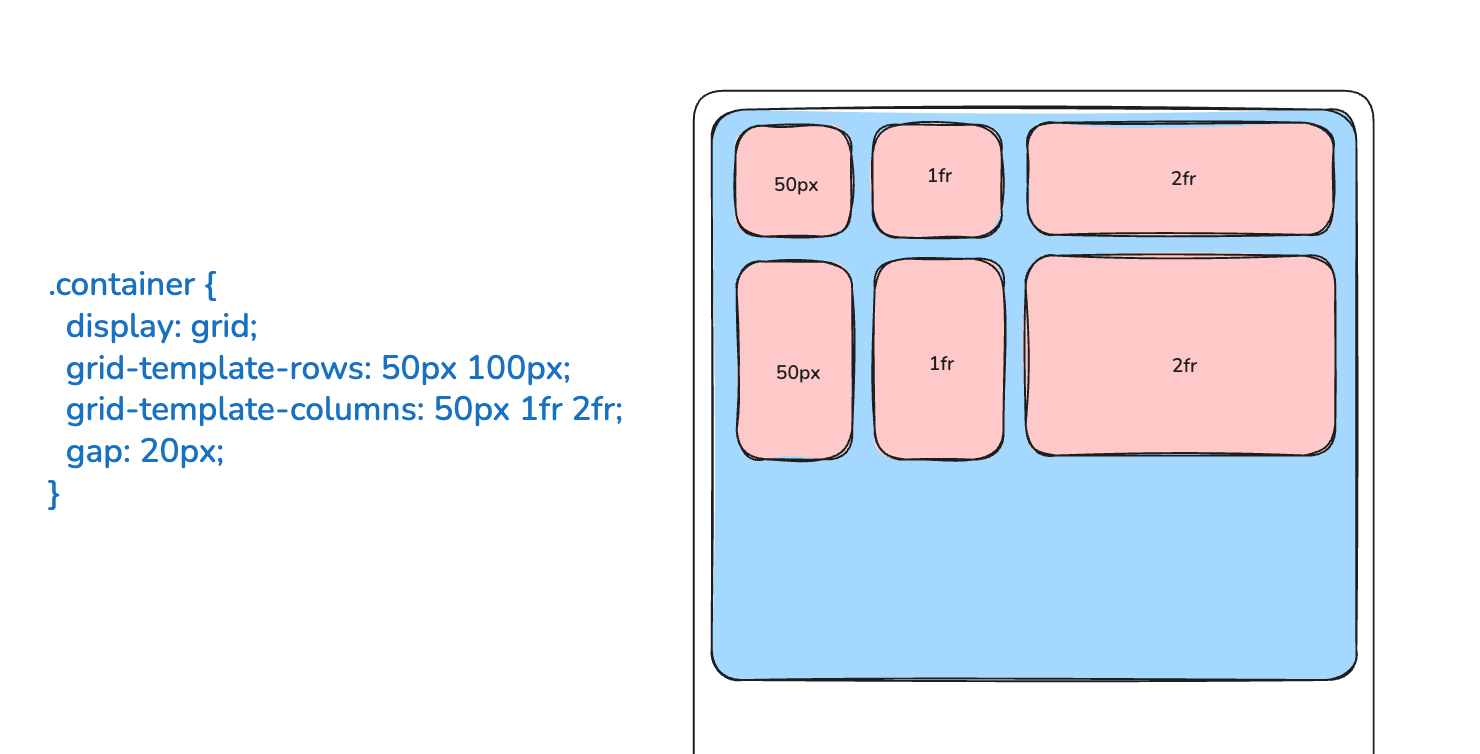 .container {
  display: grid;
  grid-template-rows: 50px 100px;
  grid-template-columns: 50px 1fr 2fr;
  gap: 20px;
}
50px
1fr
2fr
50px
1fr
2fr